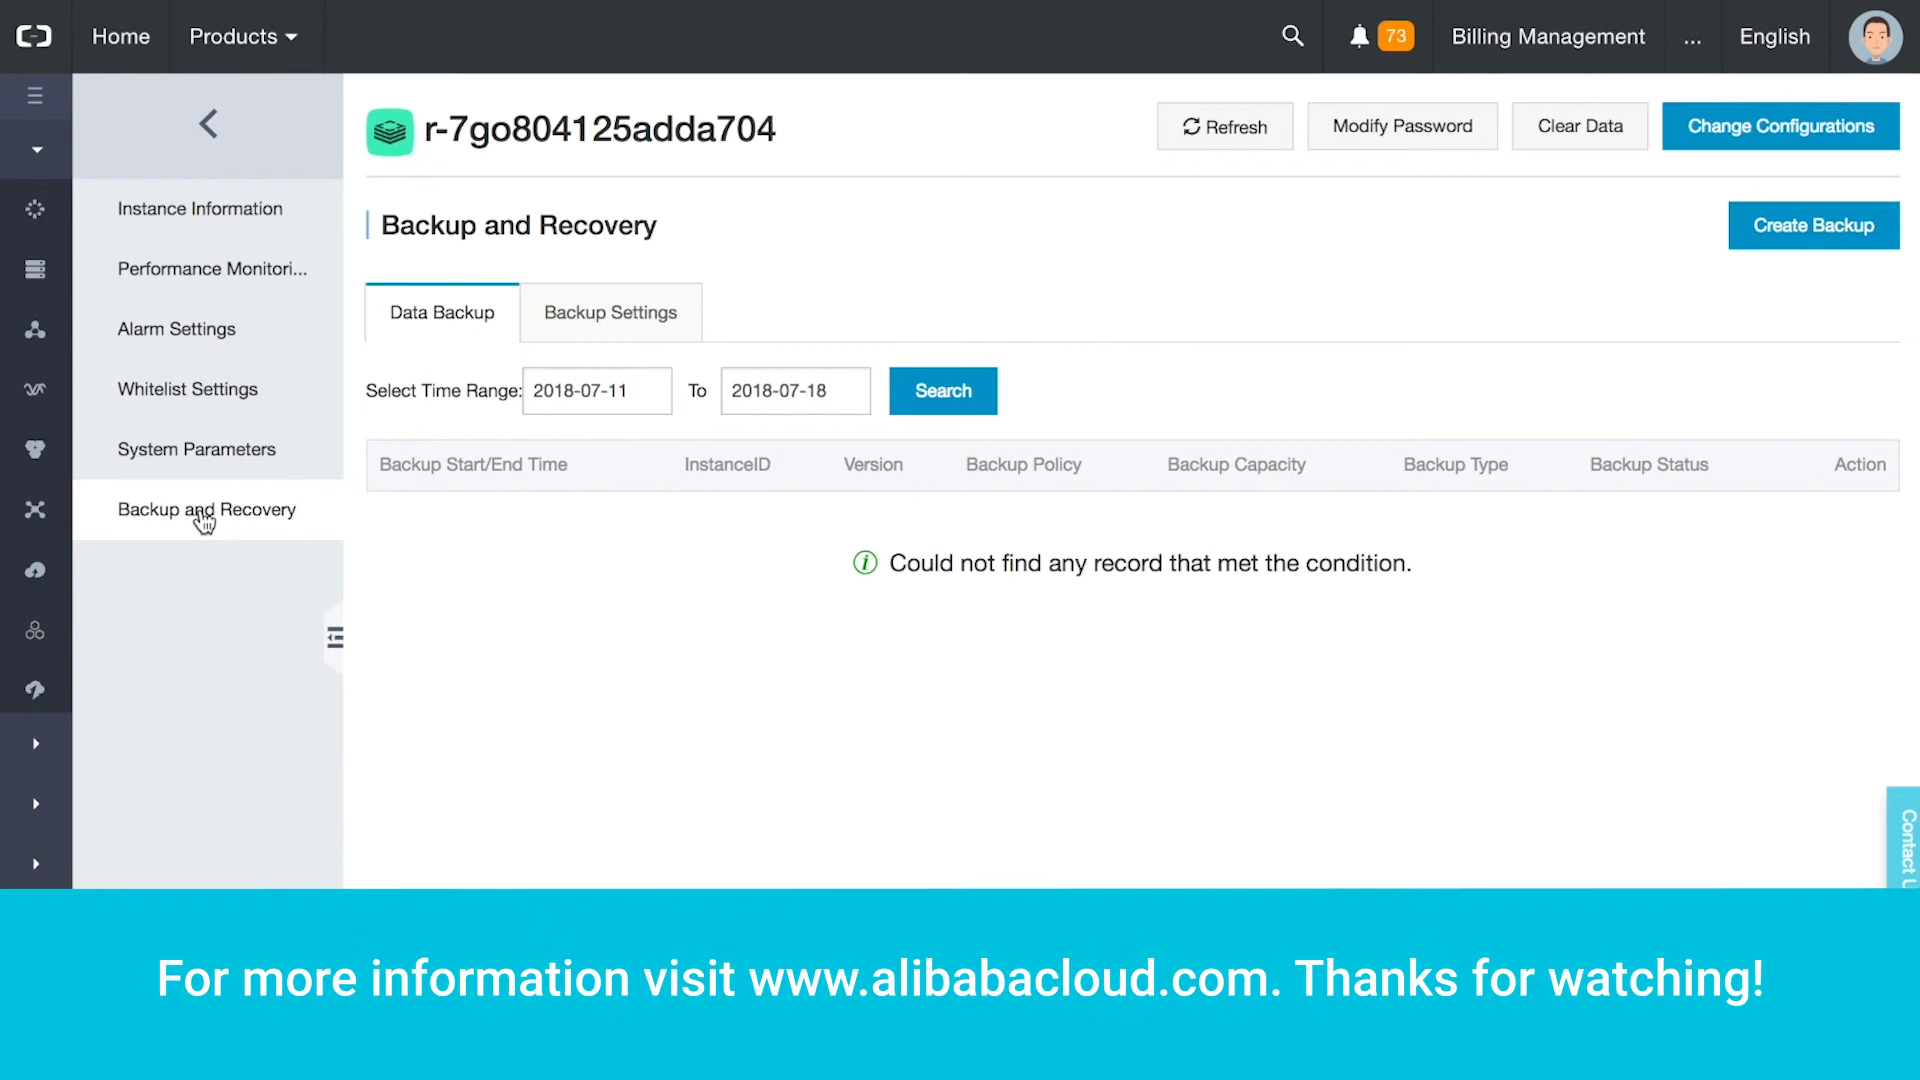 Home Products 73 Billing Management ... English
r-7go804125adda704 Refresh Modify Password Clear Data Change Configurations
Instance Information
Performance Monitori...
Alarm Settings
Whitelist Settings
System Parameters
Backup and Recovery
Backup and Recovery Create Backup
Data Backup Backup Settings
Select Time Range: 2018-07-11 To 2018-07-18 Search
Backup Start/End Time InstanceID Version Backup Policy Backup Capacity Backup Type Backup Status Action
Could not find any record that met the condition.
Contact
For more information visit www.alibabacloud.com. Thanks for watching!